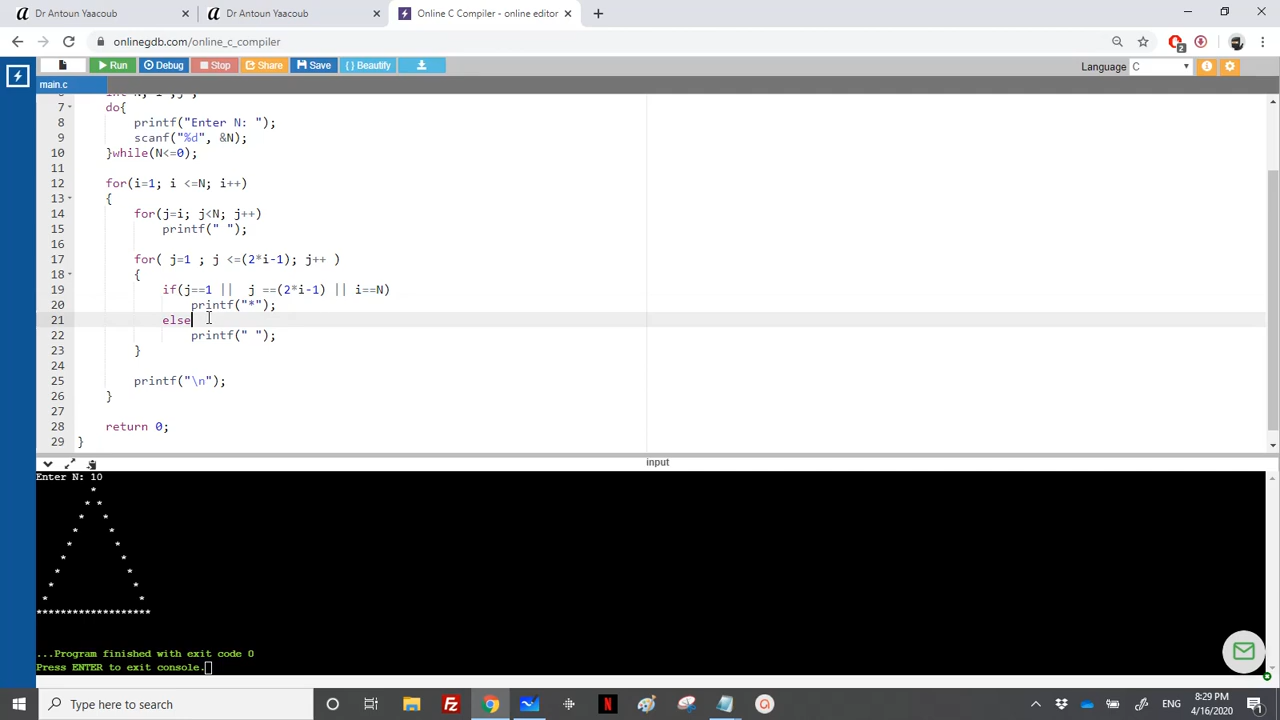 Dr Antoun Yaacoub
Dr Antoun Yaacoub
Online C Compiler - online editor
onlinegdb.com/online_c_compiler
2
Run
Debug
Stop
Share
Save
{ } Beautify
Language C
main.c
7 do{
8 printf("Enter N: ");
9 scanf("%d", &N);
10 }while(N<=0);
11
12 for(i=1; i <=N; i++)
13 {
14 for(j=i; j<N; j++)
15 printf(" ");
16
17 for( j=1 ; j <=(2*i-1); j++ )
18 {
19 if(j==1 || j ==(2*i-1) || i==N)
20 printf("*");
21 else
22 printf(" ");
23 }
24
25 printf("\n");
26 }
27
28 return 0;
29 }
input
Enter N: 10
*
* *
* *
* *
* *
* *
* *
* *
* *
*******************
...Program finished with exit code 0
Press ENTER to exit console.
Type here to search
ENG
8:29 PM
4/16/2020
1